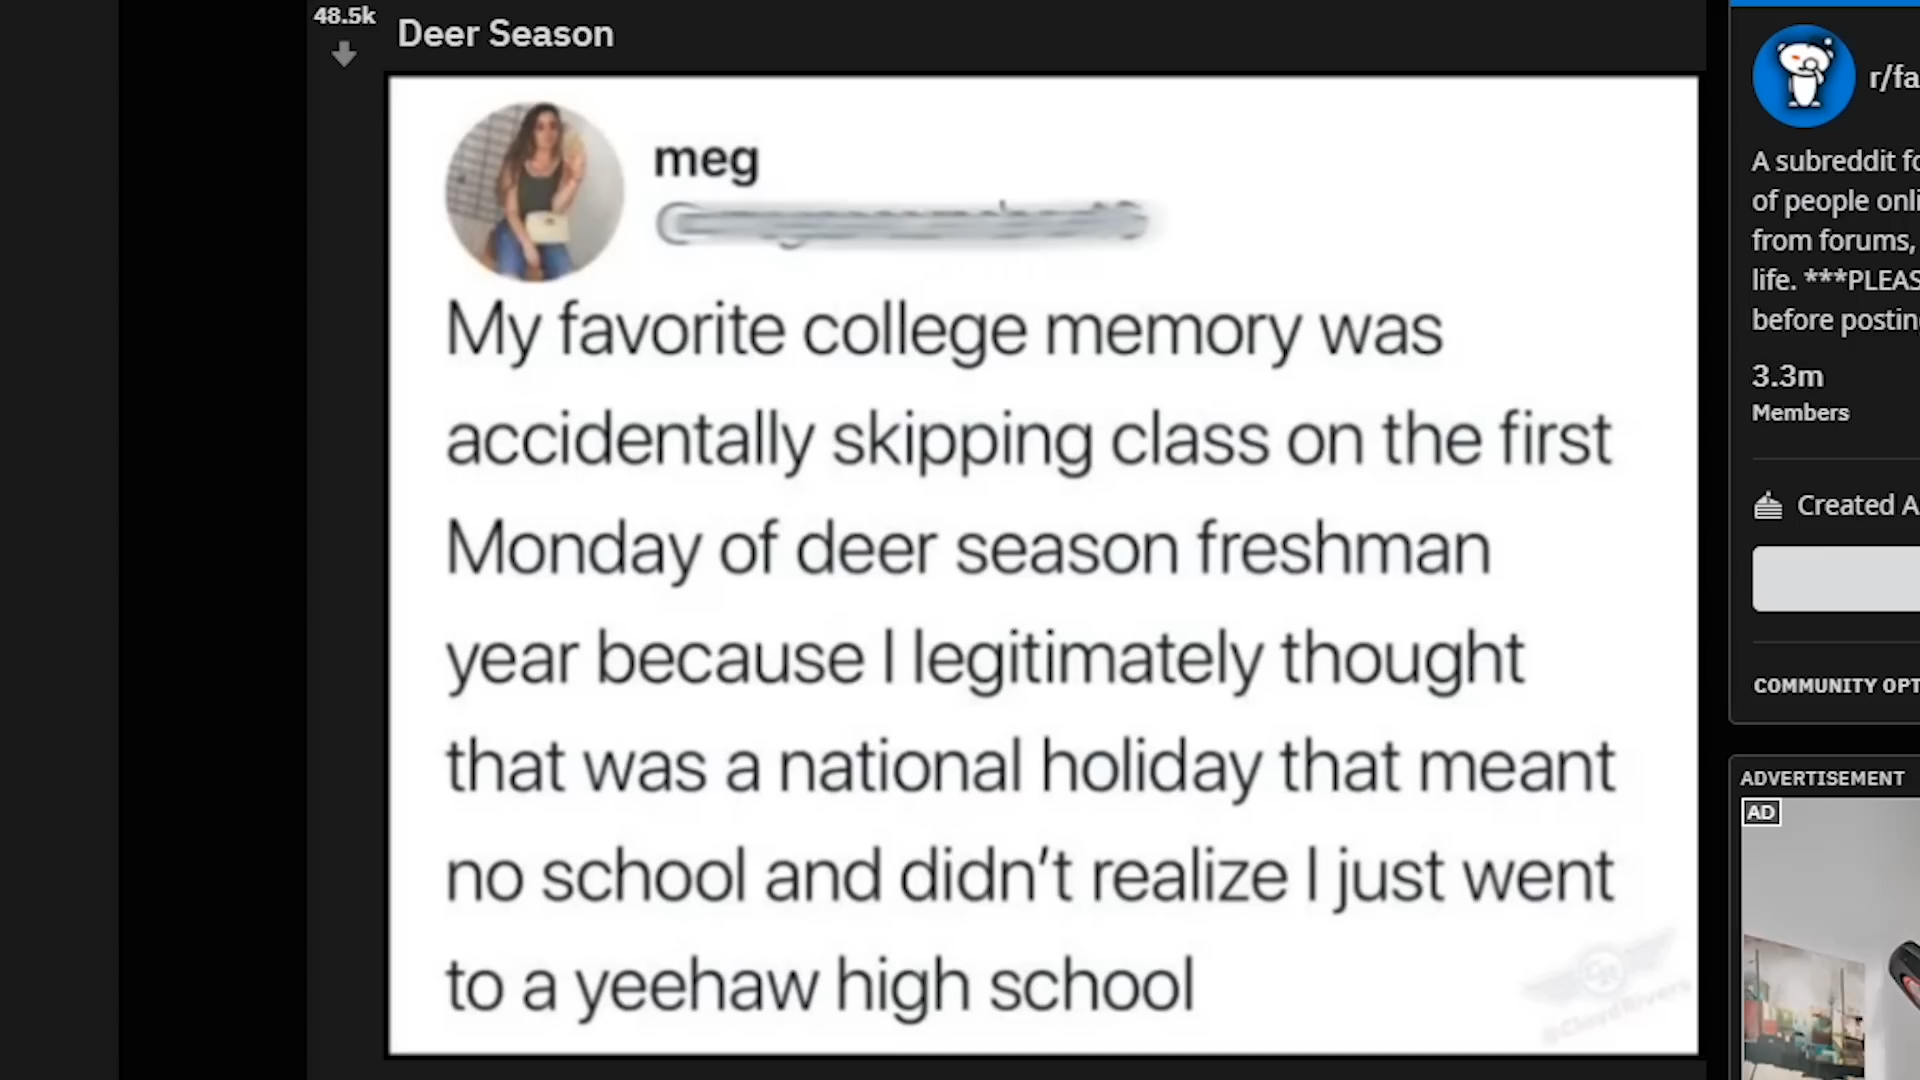 48.5k
Deer Season
meg
My favorite college memory was
accidentally skipping class on the first
Monday of deer season freshman
year because I legitimately thought
that was a national holiday that meant
no school and didn't realize I just went
to a yeehaw high school
@CloydRivers
r/fa
A subreddit fo
of people onli
from forums,
life. ***PLEAS
before postin
3.3m
Members
Created A
COMMUNITY OPT
ADVERTISEMENT
AD